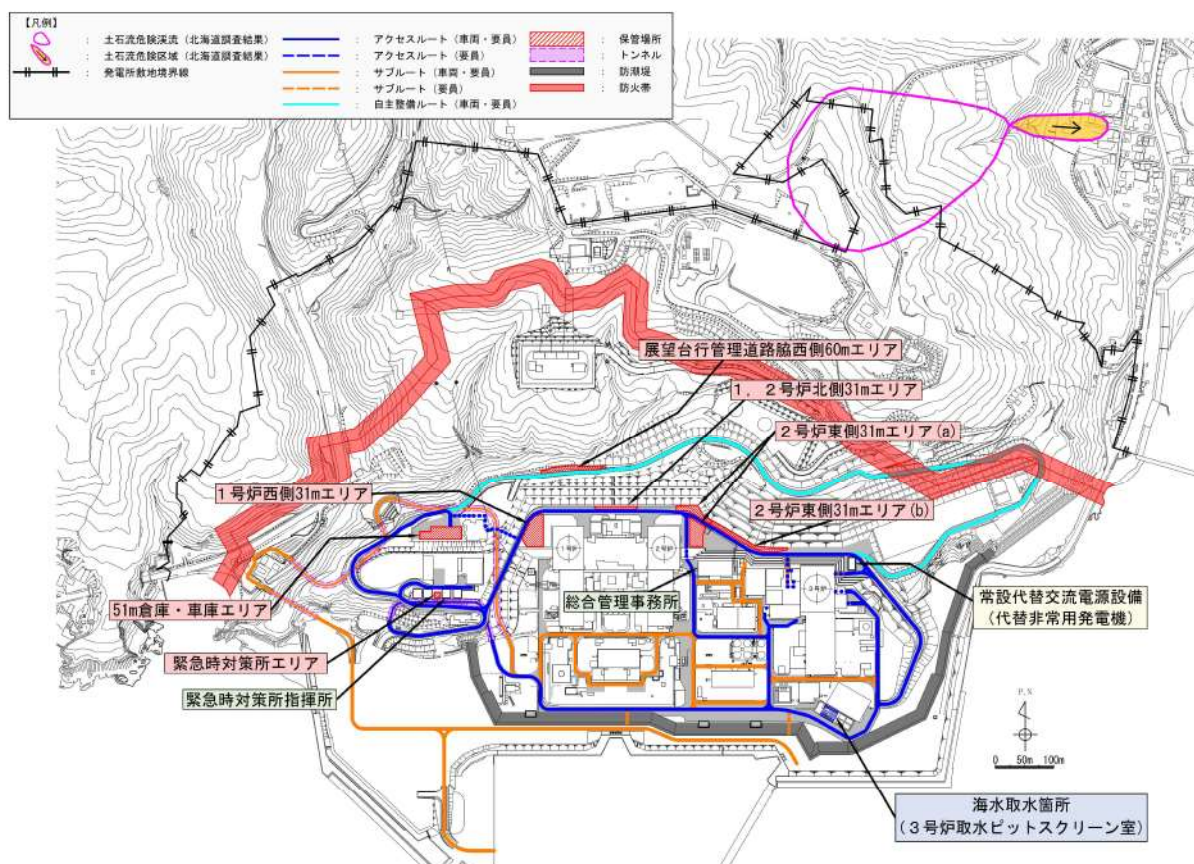 【凡例】
： 土石流危険渓流（北海道調査結果）
： 土石流危険区域（北海道調査結果）
： 発電所敷地境界線
： アクセスルート（車両・要員）
： アクセスルート（要員）
： サブルート（車両・要員）
： サブルート（要員）
： 自主整備ルート（車両・要員）
： 保管場所
： トンネル
： 防潮堤
： 防火帯
展望台行管理道路脇西側60mエリア
1，2号炉北側31mエリア
2号炉東側31mエリア(a)
1号炉西側31mエリア
2号炉東側31mエリア(b)
1号炉
2号炉
3号炉
総合管理事務所
51m倉庫・車庫エリア
常設代替交流電源設備
（代替非常用発電機）
緊急時対策所エリア
緊急時対策所指揮所
P.N
0 50m 100m
海水取水箇所
（3号炉取水ピットスクリーン室）